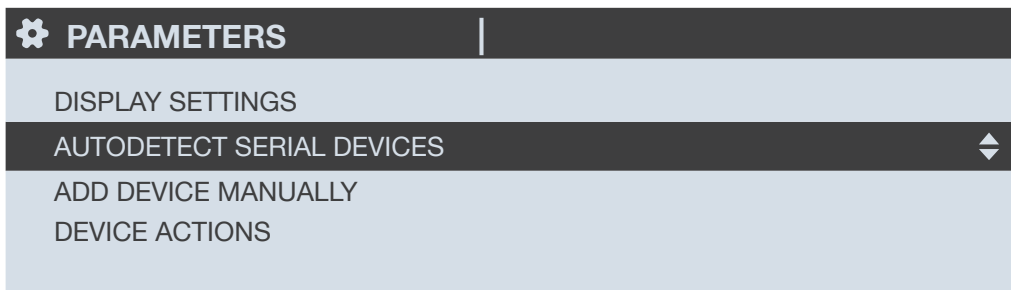 PARAMETERS
DISPLAY SETTINGS
AUTODETECT SERIAL DEVICES
ADD DEVICE MANUALLY
DEVICE ACTIONS